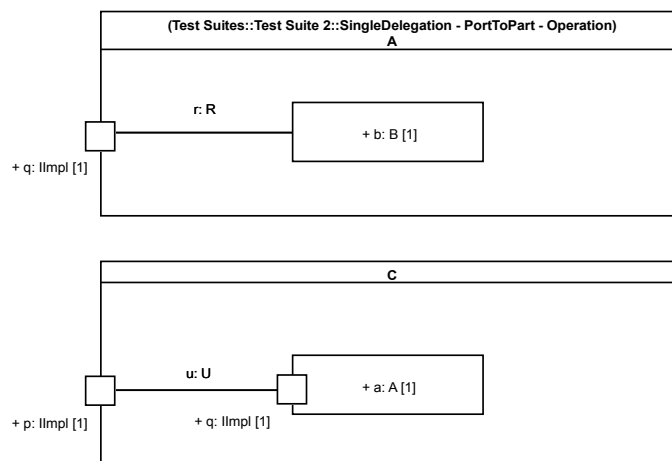 (Test Suites::Test Suite 2::SingleDelegation - PortToPart - Operation)
A
r: R
+ b: B [1]
+ q: IImpl [1]
C
u: U
+ a: A [1]
+ p: IImpl [1]
+ q: IImpl [1]